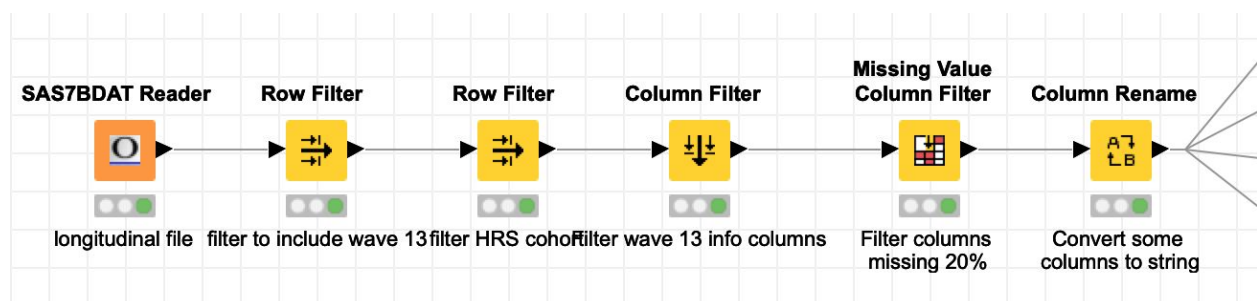 Missing Value
SAS7BDAT Reader Row Filter Row Filter Column Filter Column Filter Column Rename
O
A
B
longitudinal file filter to include wave 13 filter HRS cohort filter wave 13 info columns Filter columns Convert some
missing 20% columns to string